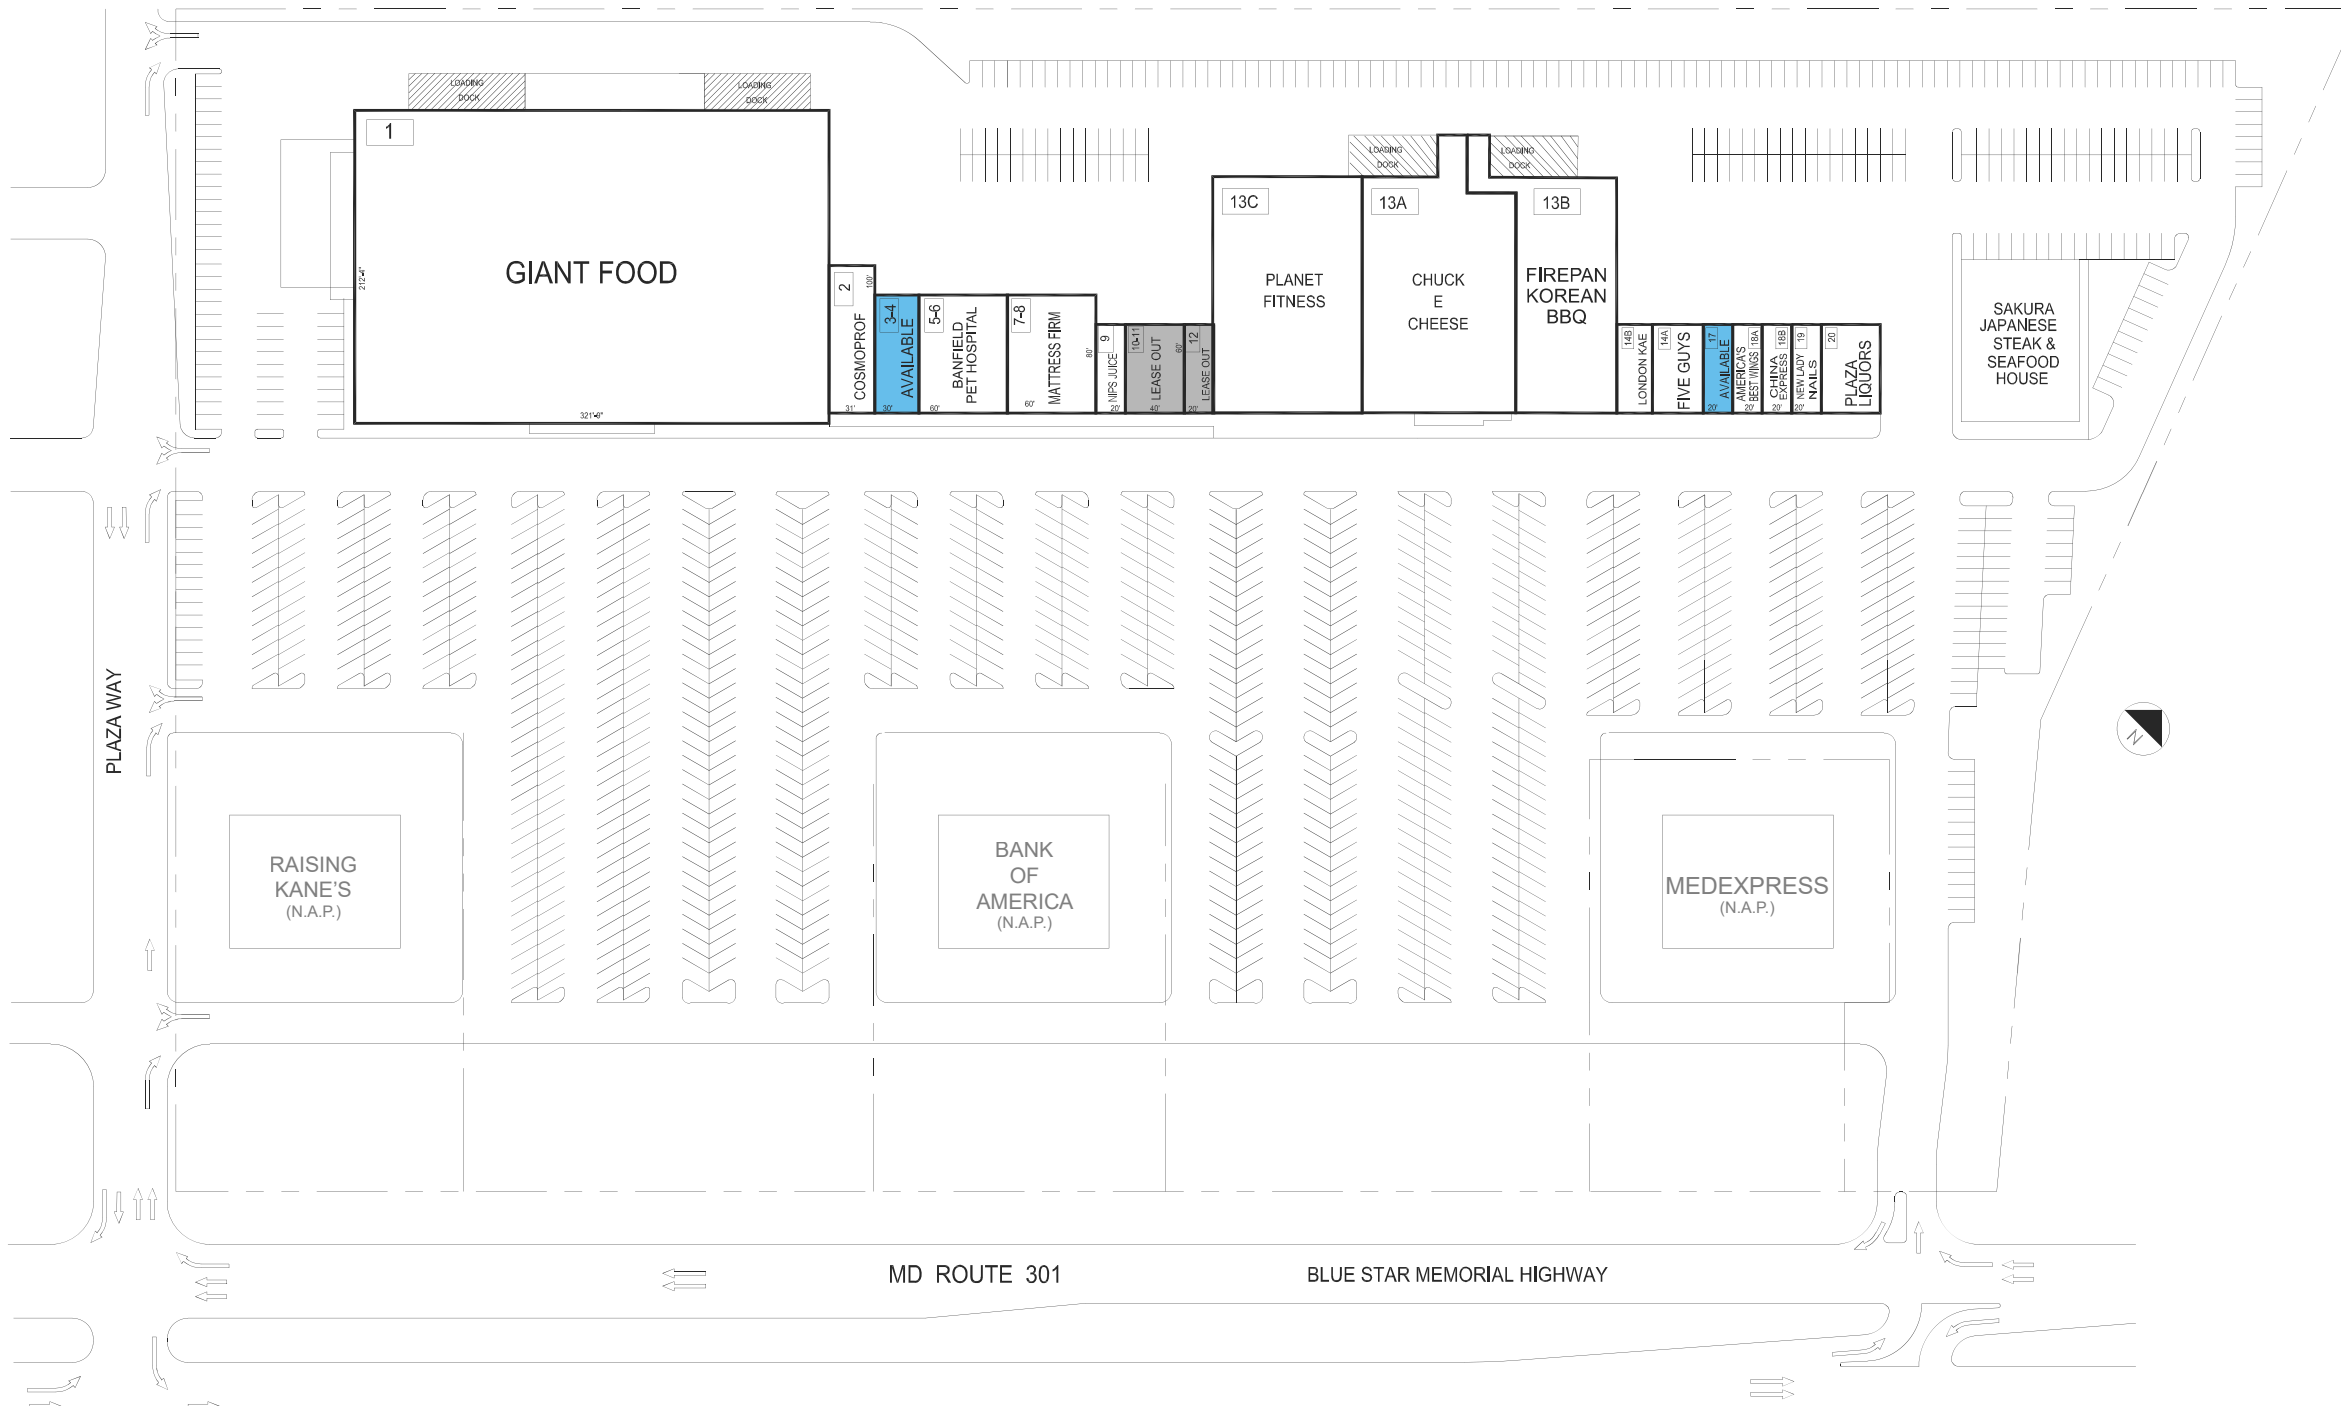 LOADING
DOCK
LOADING
DOCK
1
GIANT FOOD
212'-4"
321'-9"
2
100'
COSMOPROF
31'
3-4
AVAILABLE
30'
5-6
BANFIELD
PET HOSPITAL
60'
7-8
MATTRESS FIRM
60'
80'
9
NIPS JUICE
20'
10-11
LEASE OUT
40'
60'
12
LEASE OUT
20'
13C
PLANET
FITNESS
LOADING
DOCK
13A
CHUCK
E
CHEESE
LOADING
DOCK
13B
FIREPAN
KOREAN
BBQ
14B
LONDON KAE
14A
FIVE GUYS
17
AVAILABLE
20'
18A
AMERICA'S
BEST WINGS
20'
18B
CHINA
EXPRESS
20'
19
NEW LADY
NAILS
20'
20
PLAZA
LIQUORS
SAKURA
JAPANESE
STEAK &
SEAFOOD
HOUSE
PLAZA WAY
N
RAISING
KANE'S
(N.A.P.)
BANK
OF
AMERICA
(N.A.P.)
MEDEXPRESS
(N.A.P.)
MD ROUTE 301
BLUE STAR MEMORIAL HIGHWAY